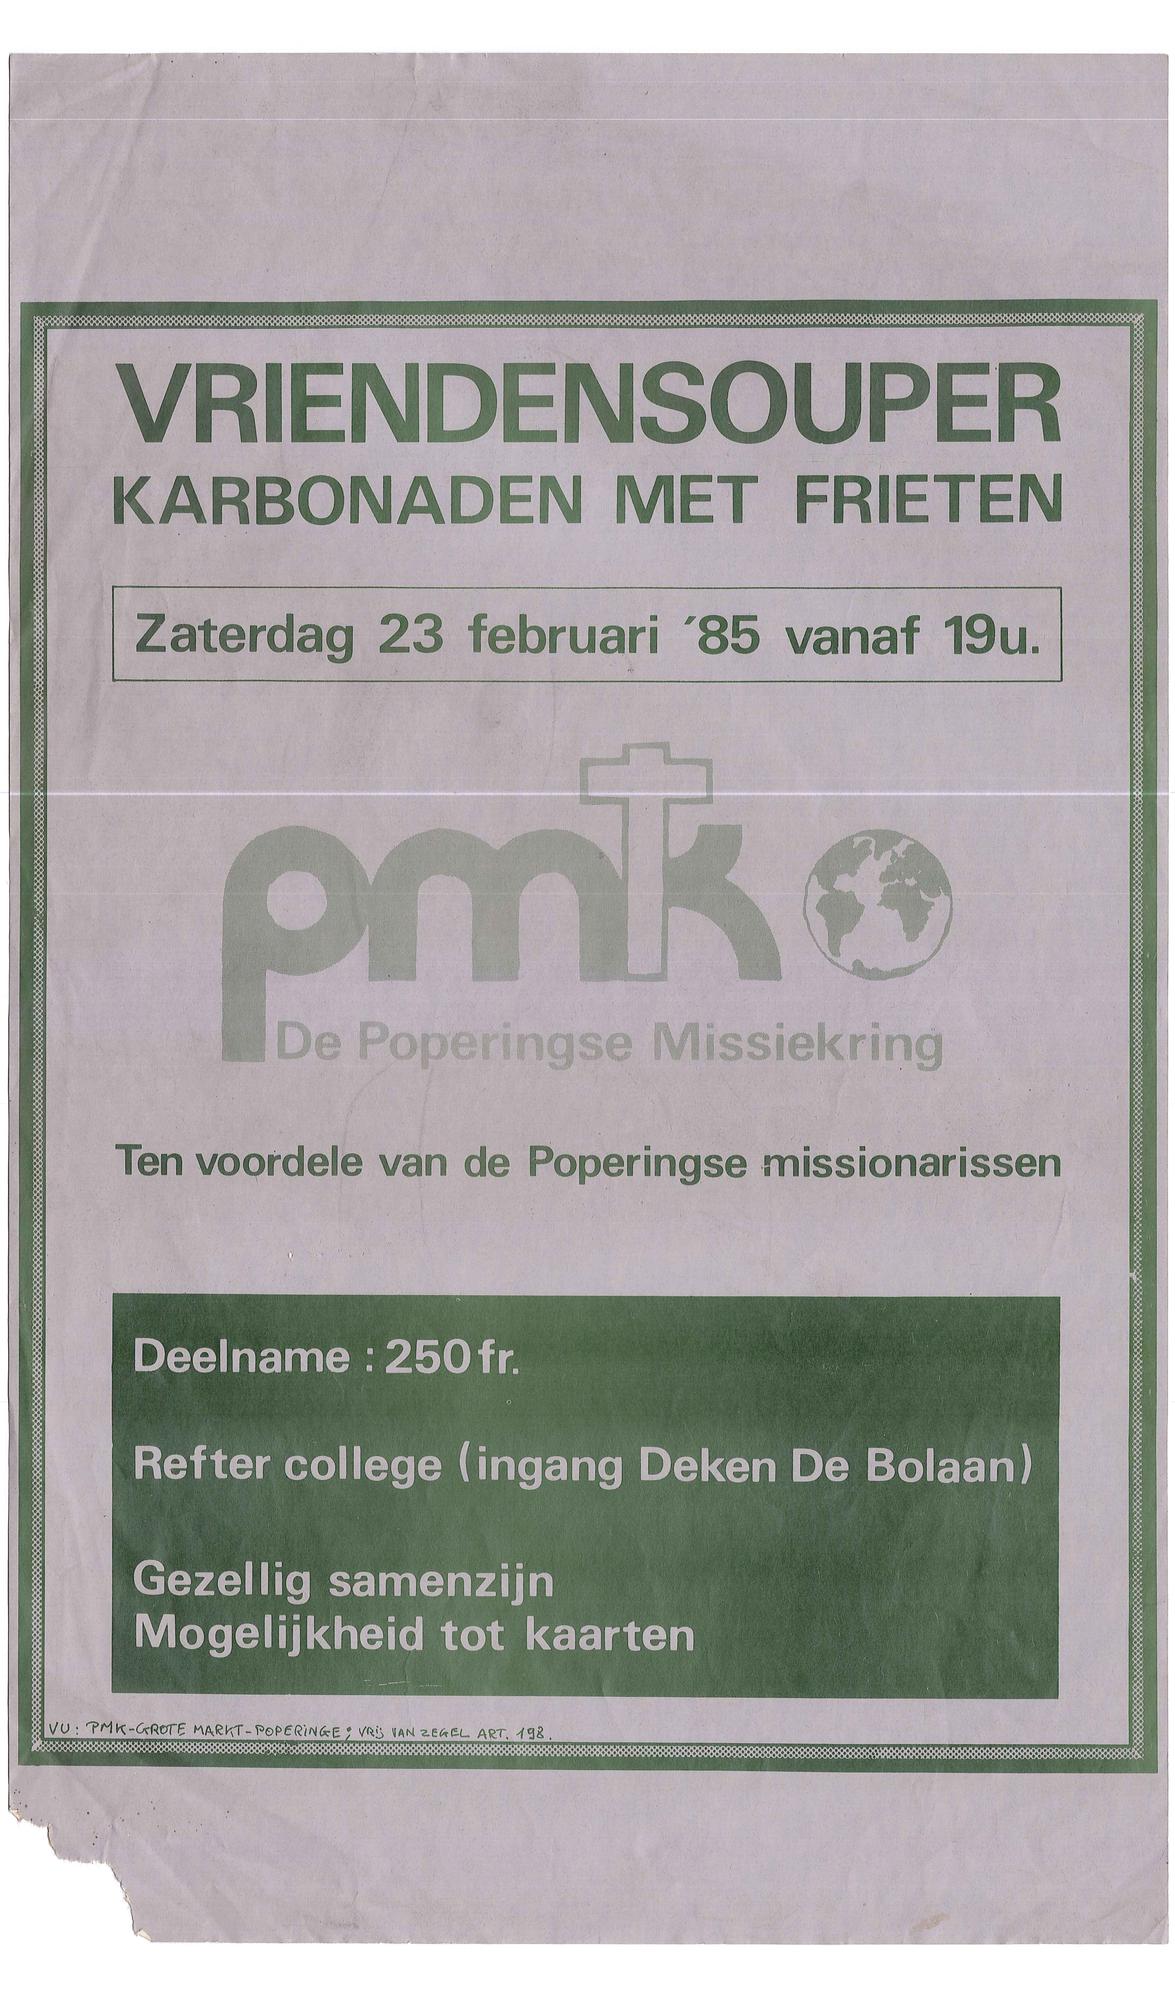 VRIENDENSOUPER
KARBONADEN MET FRIETEN
Zaterdag 23 februari '85 vanaf 19u.
pmk
De Poperingse Missiekring
Ten voordele van de Poperingse missionarissen
Deelname : 250 fr.
Refter college (ingang Deken De Bolaan)
Gezellig samenzijn
Mogelijkheid tot kaarten
VU: PMK-GROTE MARKT-POPERINGE; VRIJ VAN ZEGEL ART. 198.